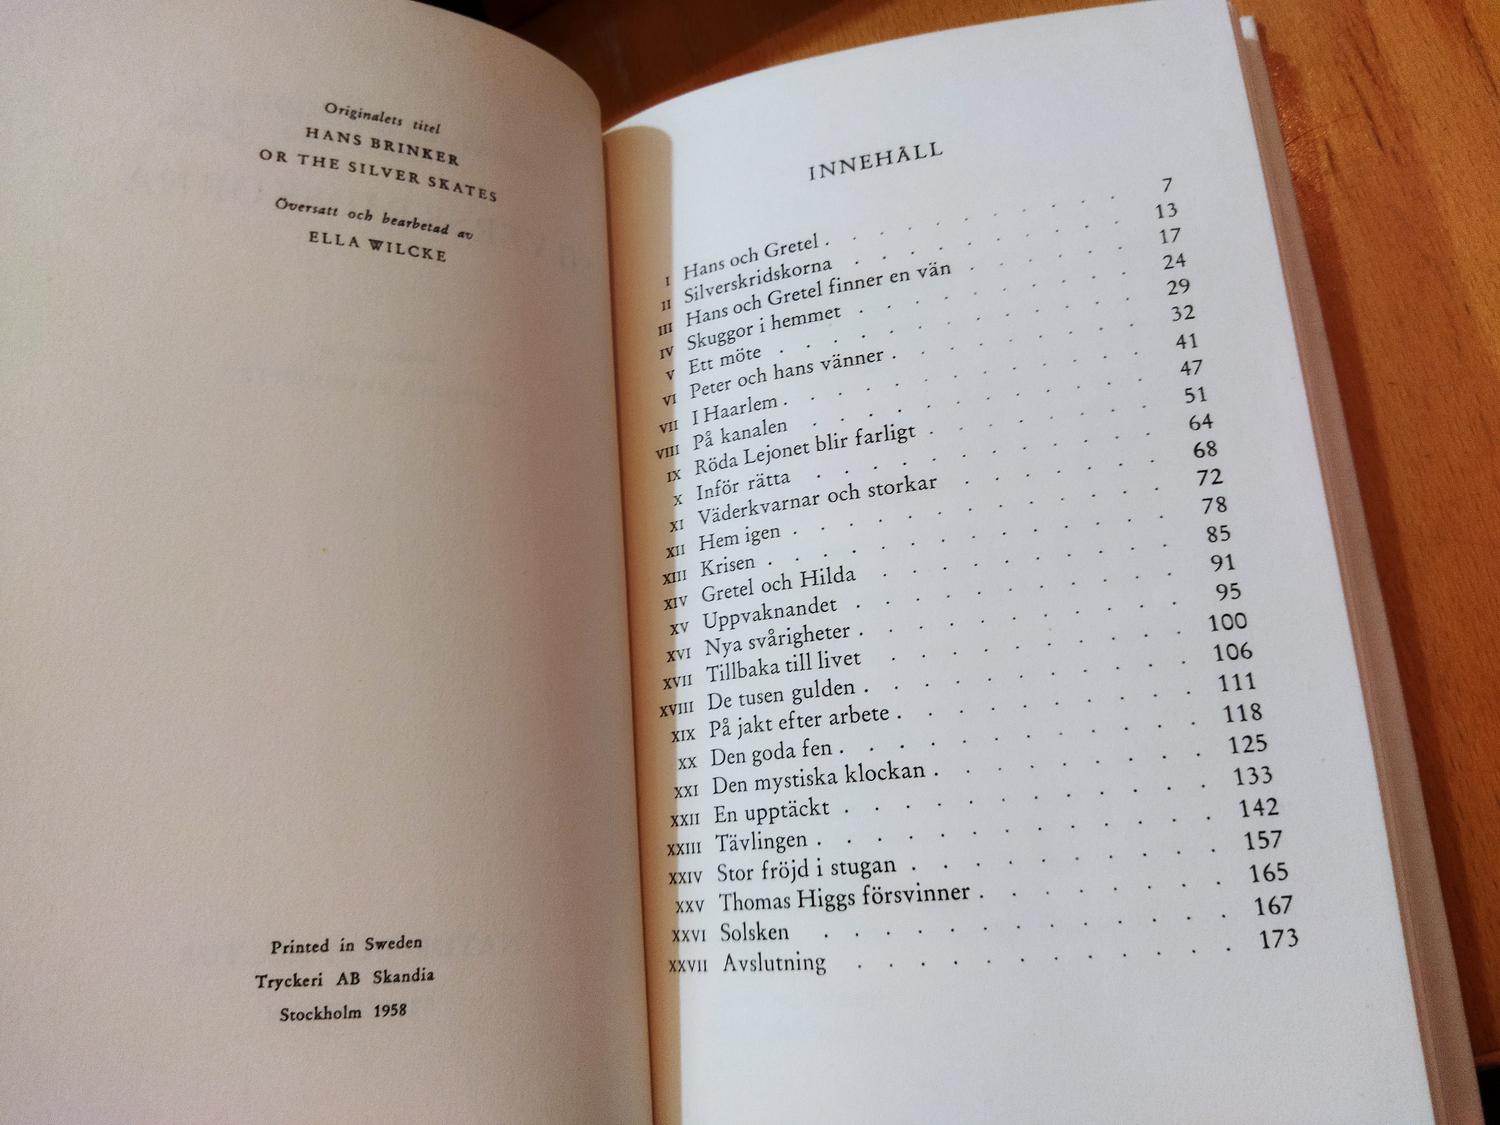 Originalets titel
HANS BRINKER
OR THE SILVER SKATES
Översatt och bearbetad av
ELLA WILCKE
Printed in Sweden
Tryckeri AB Skandia
Stockholm 1958
INNEHÅLL
I Hans och Gretel . . . . . . . . . . 7
II Silverskridskorna . . . . . . . . . . 13
III Hans och Gretel finner en vän . . . . . . 17
IV Skuggor i hemmet . . . . . . . . . . 24
V Ett möte . . . . . . . . . . . . 29
VI Peter och hans vänner . . . . . . . . . 32
VII I Haarlem . . . . . . . . . . . . 41
VIII På kanalen . . . . . . . . . . . . 47
IX Röda Lejonet blir farligt . . . . . . . . 51
X Inför rätta . . . . . . . . . . . . 64
XI Väderkvarnar och storkar . . . . . . . 68
XII Hem igen . . . . . . . . . . . . 72
XIII Krisen . . . . . . . . . . . . . 78
XIV Gretel och Hilda . . . . . . . . . . 85
XV Uppvaknandet . . . . . . . . . . . 91
XVI Nya svårigheter . . . . . . . . . . . 95
XVII Tillbaka till livet . . . . . . . . . . 100
XVIII De tusen gulden . . . . . . . . . . . 106
XIX På jakt efter arbete . . . . . . . . . . 111
XX Den goda fen . . . . . . . . . . . . 118
XXI Den mystiska klockan . . . . . . . . . 125
XXII En upptäckt . . . . . . . . . . . . 133
XXIII Tävlingen . . . . . . . . . . . . . 142
XXIV Stor fröjd i stugan . . . . . . . . . . 157
XXV Thomas Higgs försvinner . . . . . . . . 165
XXVI Solsken . . . . . . . . . . . . . 167
XXVII Avslutning . . . . . . . . . . . . 173